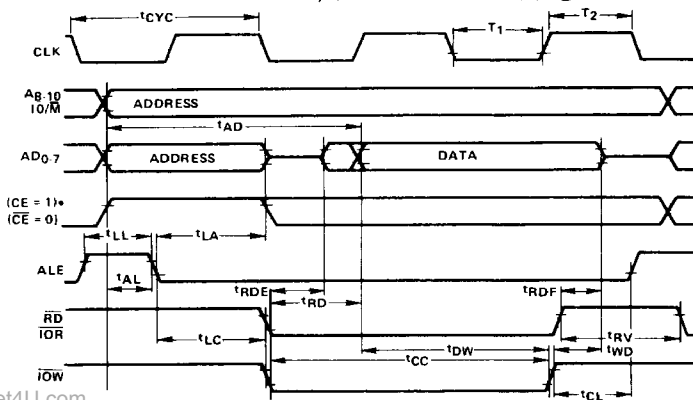 tCYC
CLK
T1
T2
A8-10
IO/M
ADDRESS
tAD
AD0-7
ADDRESS
DATA
(CE = 1)•
(CE = 0)
tLL
tLA
ALE
tAL
tRDE
tRD
tRDF
RD
IOR
tLC
tRV
tDW
tWD
tCC
IOW
tCL
et4U.com